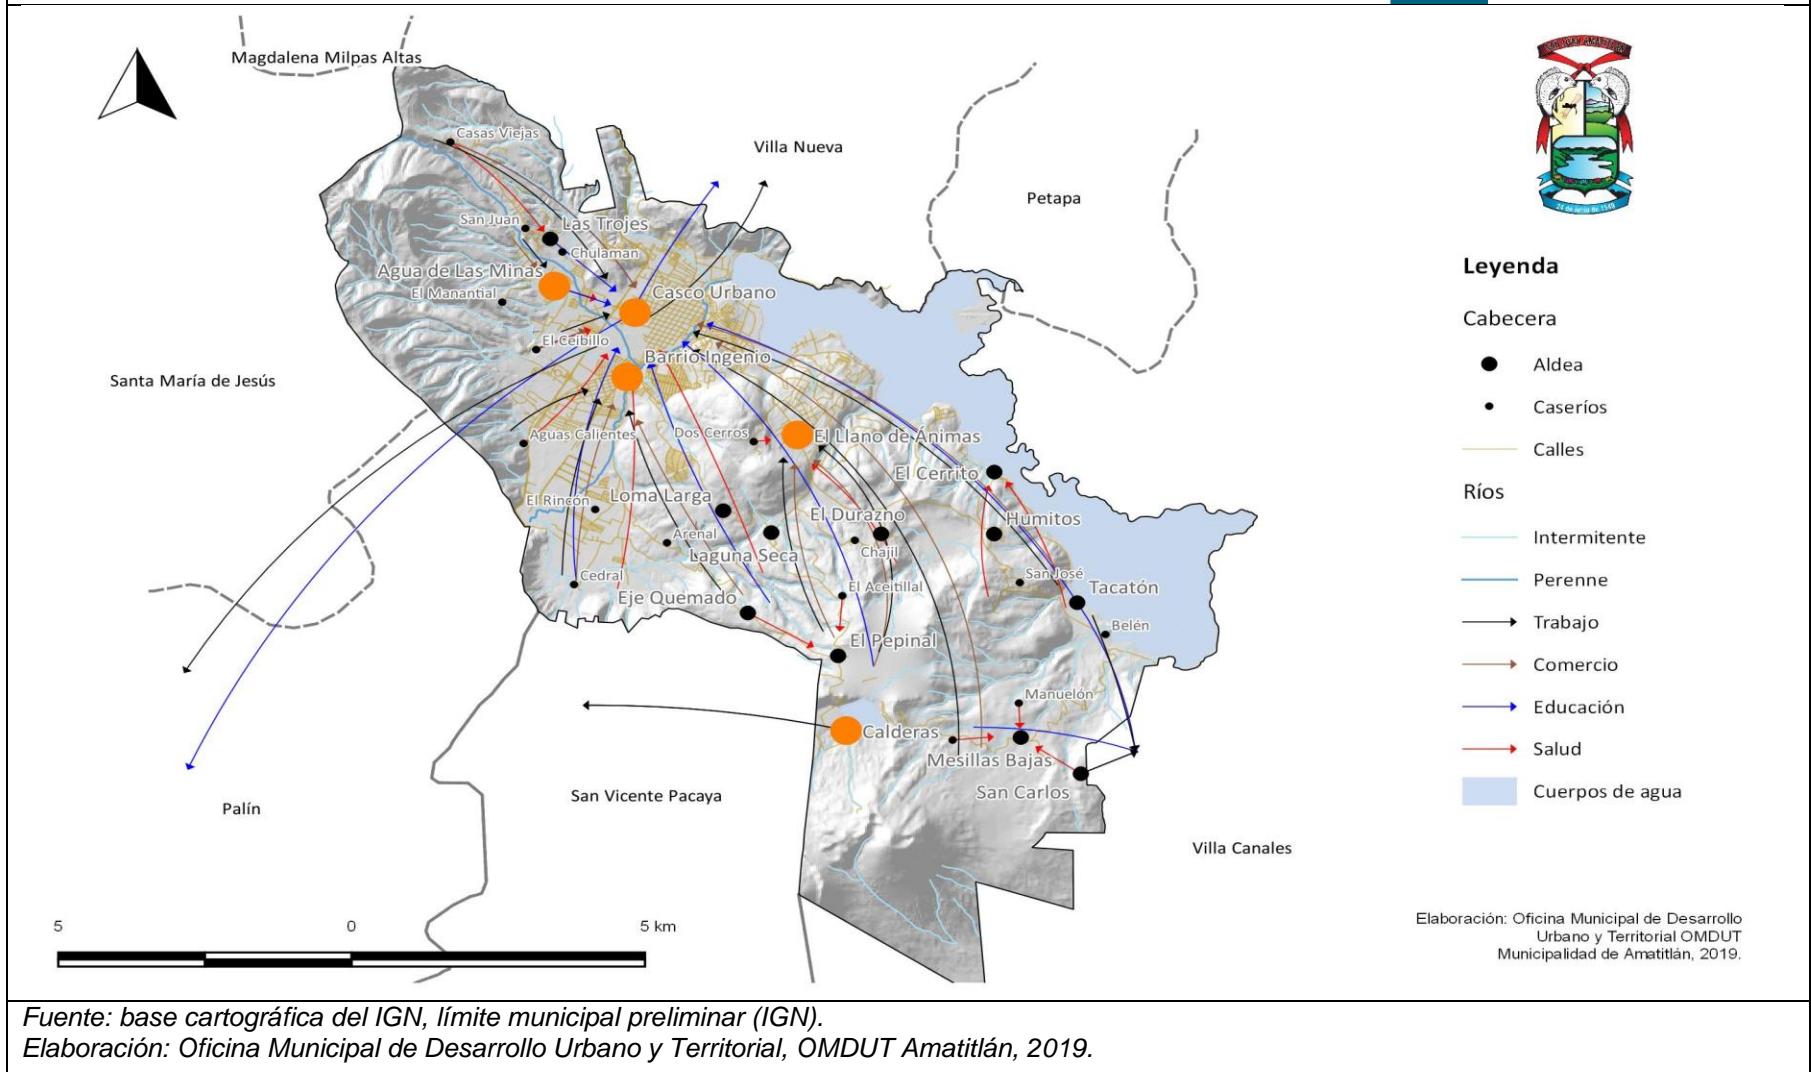 Magdalena Milpas Altas
Casas Viejas
Villa Nueva
Petapa
San Juan
Las Trojes
Chulaman
Agua de Las Minas
El Manantial
Casco Urbano
El Ceibillo
Barrio Ingenio
Santa María de Jesús
Aguas Calientes
Dos Cerros
El Llano de Ánimas
El Cerrito
El Rincón
Loma Larga
El Durazno
Humitos
Arenal
Laguna Seca
Chajil
Cedral
San José
Eje Quemado
El Aceitillal
Tacatón
Belén
El Pepinal
Manuelón
Calderas
Mesillas Bajas
San Carlos
Palín
San Vicente Pacaya
Villa Canales
5 0 5 km
SAN JUAN AMATITLAN
Leyenda
Cabecera
Aldea
Caseríos
Calles
Ríos
Intermitente
Perenne
Trabajo
Comercio
Educación
Salud
Cuerpos de agua
Elaboración: Oficina Municipal de Desarrollo
Urbano y Territorial OMDUT
Municipalidad de Amatitlán, 2019.
Fuente: base cartográfica del IGN, límite municipal preliminar (IGN).
Elaboración: Oficina Municipal de Desarrollo Urbano y Territorial, OMDUT Amatitlán, 2019.